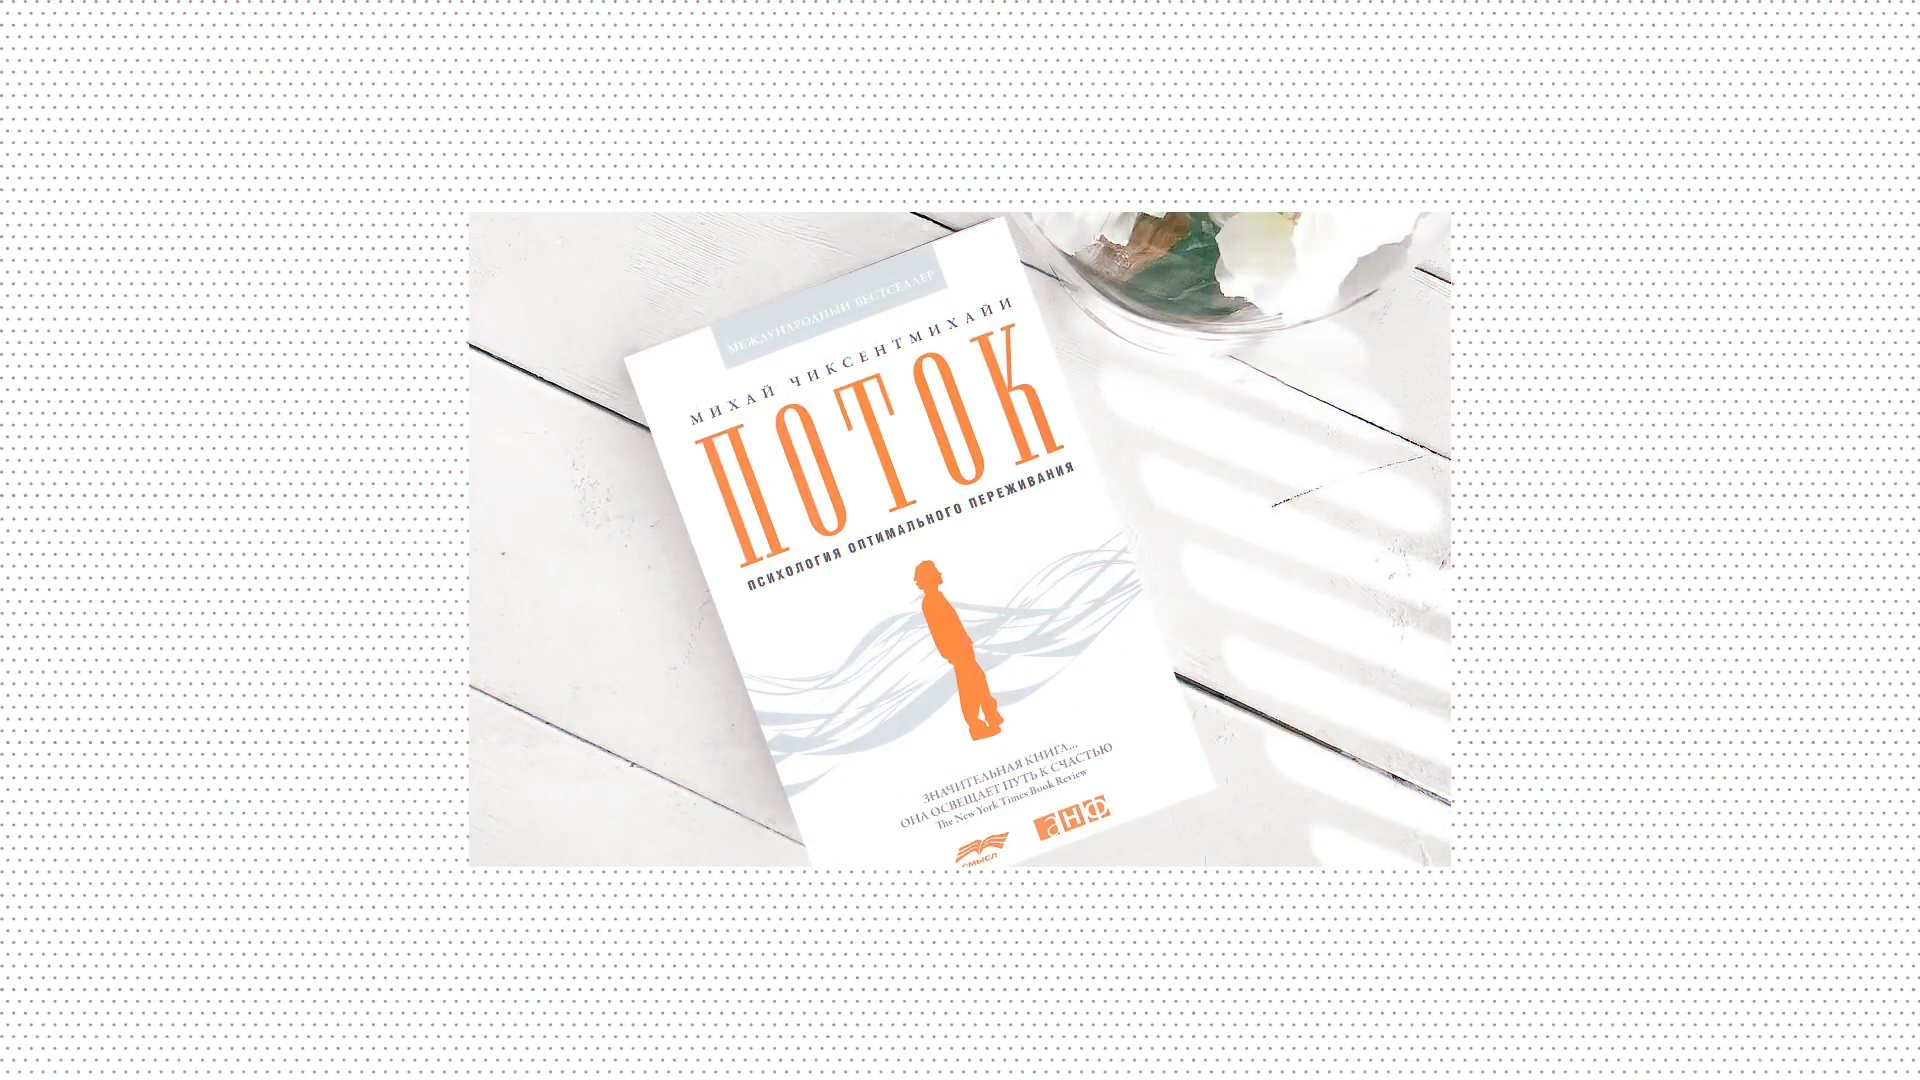 МЕЖДУНАРОДНЫЙ БЕСТСЕЛЛЕР
МИХАЙ ЧИКСЕНТМИХАЙИ
ПОТОК
ПСИХОЛОГИЯ ОПТИМАЛЬНОГО ПЕРЕЖИВАНИЯ
ЗНАЧИТЕЛЬНАЯ КНИГА...
ОНА ОСВЕЩАЕТ ПУТЬ К СЧАСТЬЮ
The New York Times Book Review
СМЫСЛ
анф